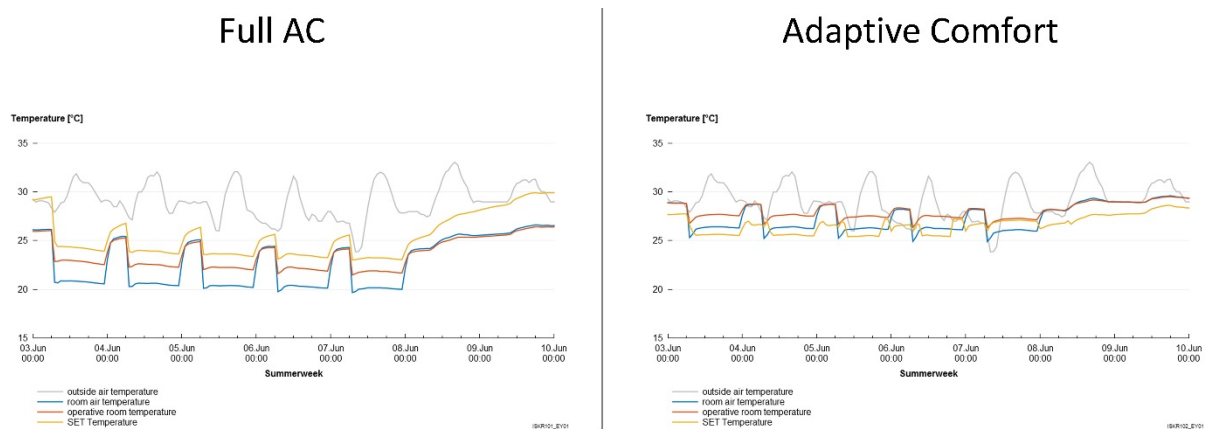 Full AC
Temperature [°C]
35
30
25
20
15
03.Jun 04.Jun 05.Jun 06.Jun 07.Jun 08.Jun 09.Jun 10.Jun
00:00 00:00 00:00 00:00 00:00 00:00 00:00 00:00
Summerweek
outside air temperature
room air temperature
operative room temperature
SET Temperature
ISKR101_EY01
Adaptive Comfort
Temperature [°C]
35
30
25
20
15
03.Jun 04.Jun 05.Jun 06.Jun 07.Jun 08.Jun 09.Jun 10.Jun
00:00 00:00 00:00 00:00 00:00 00:00 00:00 00:00
Summerweek
outside air temperature
room air temperature
operative room temperature
SET Temperature
ISKR102_EY01